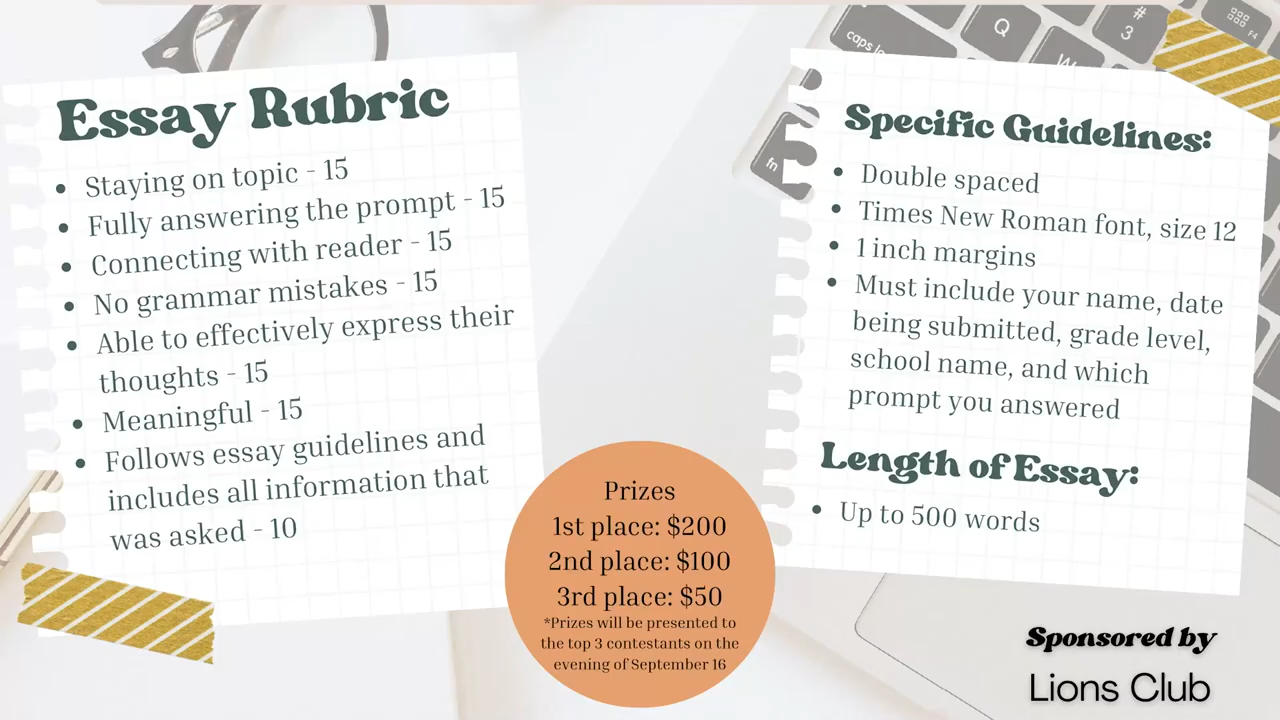 Essay Rubric
Staying on topic - 15
Fully answering the prompt - 15
Connecting with reader - 15
No grammar mistakes - 15
Able to effectively express their
thoughts - 15
Meaningful - 15
Follows essay guidelines and
includes all information that
was asked - 10
Prizes
1st place: $200
2nd place: $100
3rd place: $50
*Prizes will be presented to
the top 3 contestants on the
evening of September 16
Specific Guidelines:
Double spaced
Times New Roman font, size 12
1 inch margins
Must include your name, date
being submitted, grade level,
school name, and which
prompt you answered
Length of Essay:
Up to 500 words
Sponsored by
Lions Club
caps lo
Q
W
#
3
F4
fn